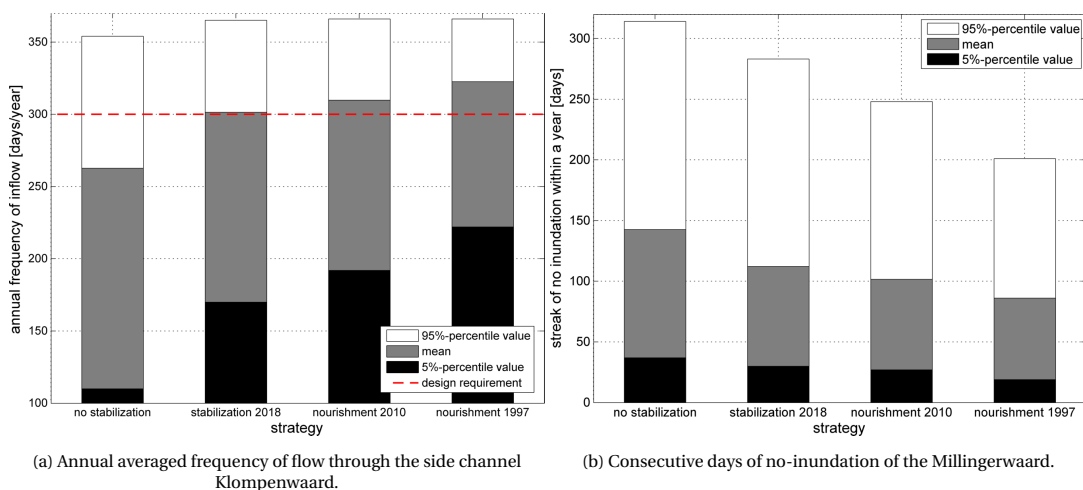 annual frequency of inflow [days/year]
350
300
250
200
150
100
95%-percentile value
mean
5%-percentile value
design requirement
no stabilization
stabilization 2018
nourishment 2010
nourishment 1997
strategy
(a) Annual averaged frequency of flow through the side channel
Klompenwaard.
streak of no inundation within a year [days]
300
250
200
150
100
50
0
95%-percentile value
mean
5%-percentile value
no stabilization
stabilization 2018
nourishment 2010
nourishment 1997
strategy
(b) Consecutive days of no-inundation of the Millingerwaard.